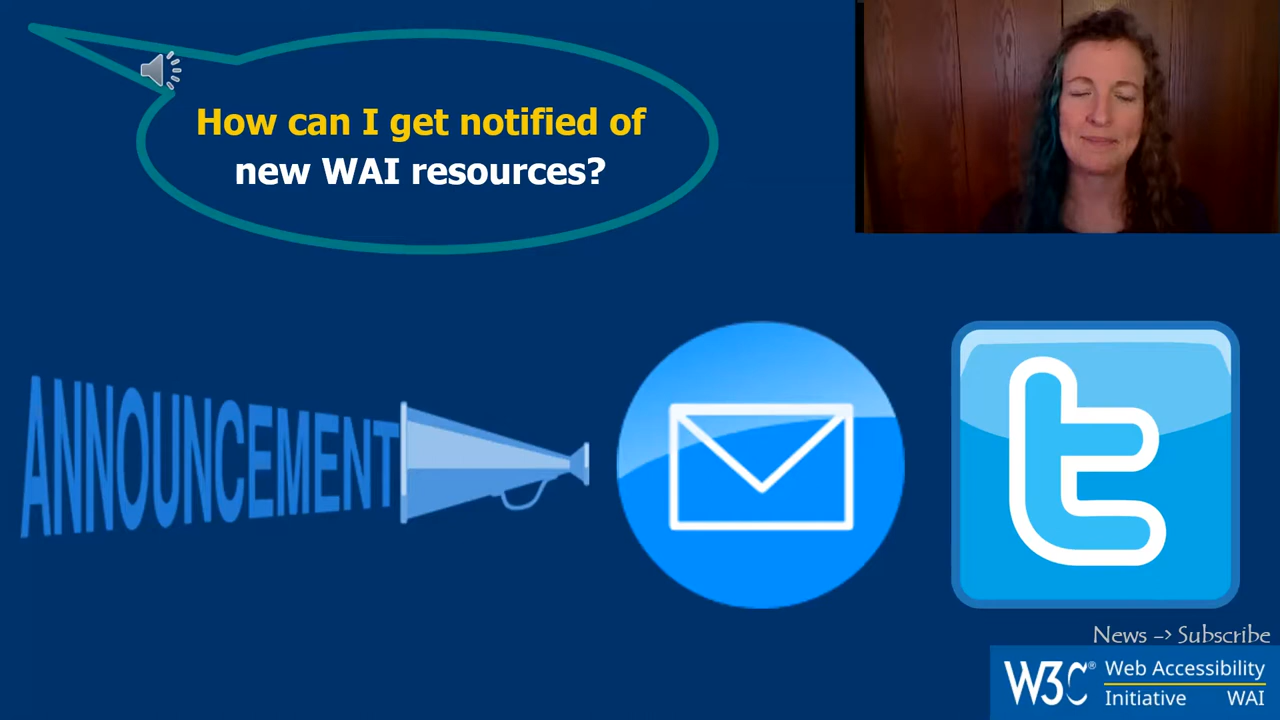 How can I get notified of
new WAI resources?
ANNOUNCEMENT
News -> Subscribe
W3C® Web Accessibility
Initiative WAI